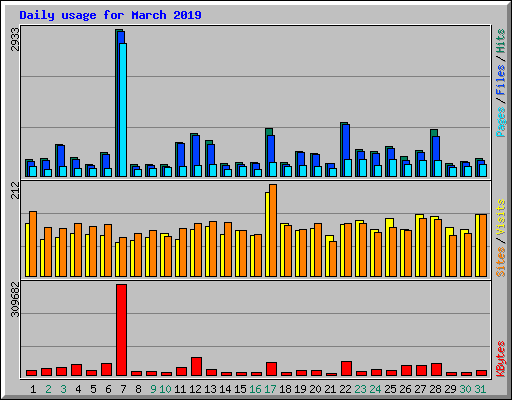 Daily usage for March 2019
2933
Pages / Files / Hits
212
Sites / Visits
309682
KBytes
1 2 3 4 5 6 7 8 9 10 11 12 13 14 15 16 17 18 19 20 21 22 23 24 25 26 27 28 29 30 31